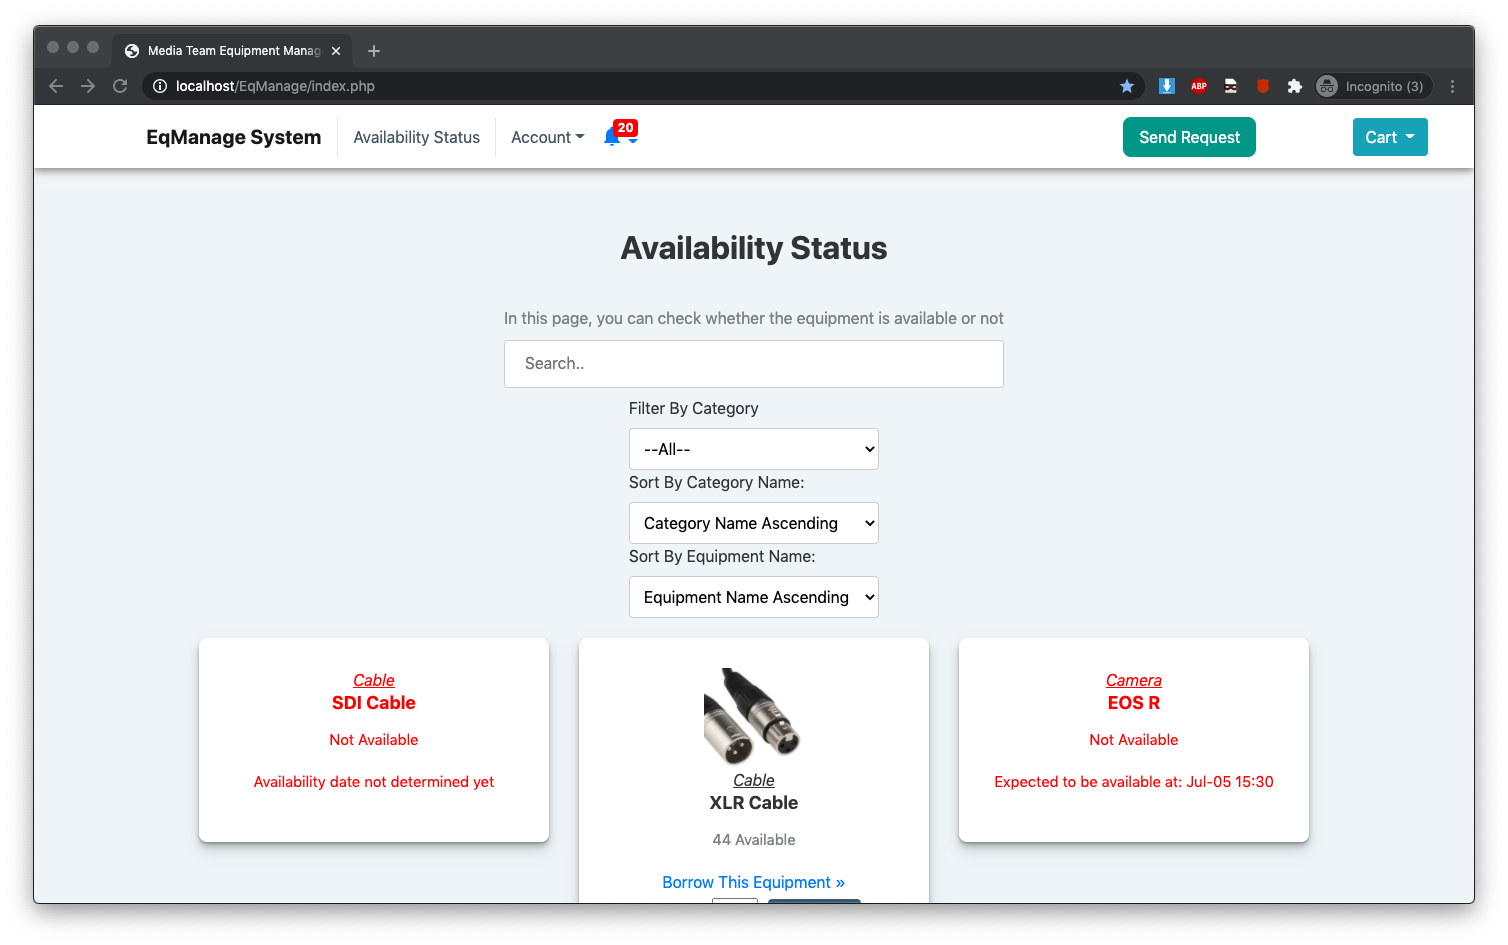 Media Team Equipment Manag
localhost/EqManage/index.php
ABP
Incognito (3)
EqManage System
Availability Status
Account
20
Send Request
Cart
Availability Status
In this page, you can check whether the equipment is available or not
Search..
Filter By Category
--All--
Sort By Category Name:
Category Name Ascending
Sort By Equipment Name:
Equipment Name Ascending
Cable
SDI Cable
Not Available
Availability date not determined yet
Cable
XLR Cable
44 Available
Borrow This Equipment »
Camera
EOS R
Not Available
Expected to be available at: Jul-05 15:30